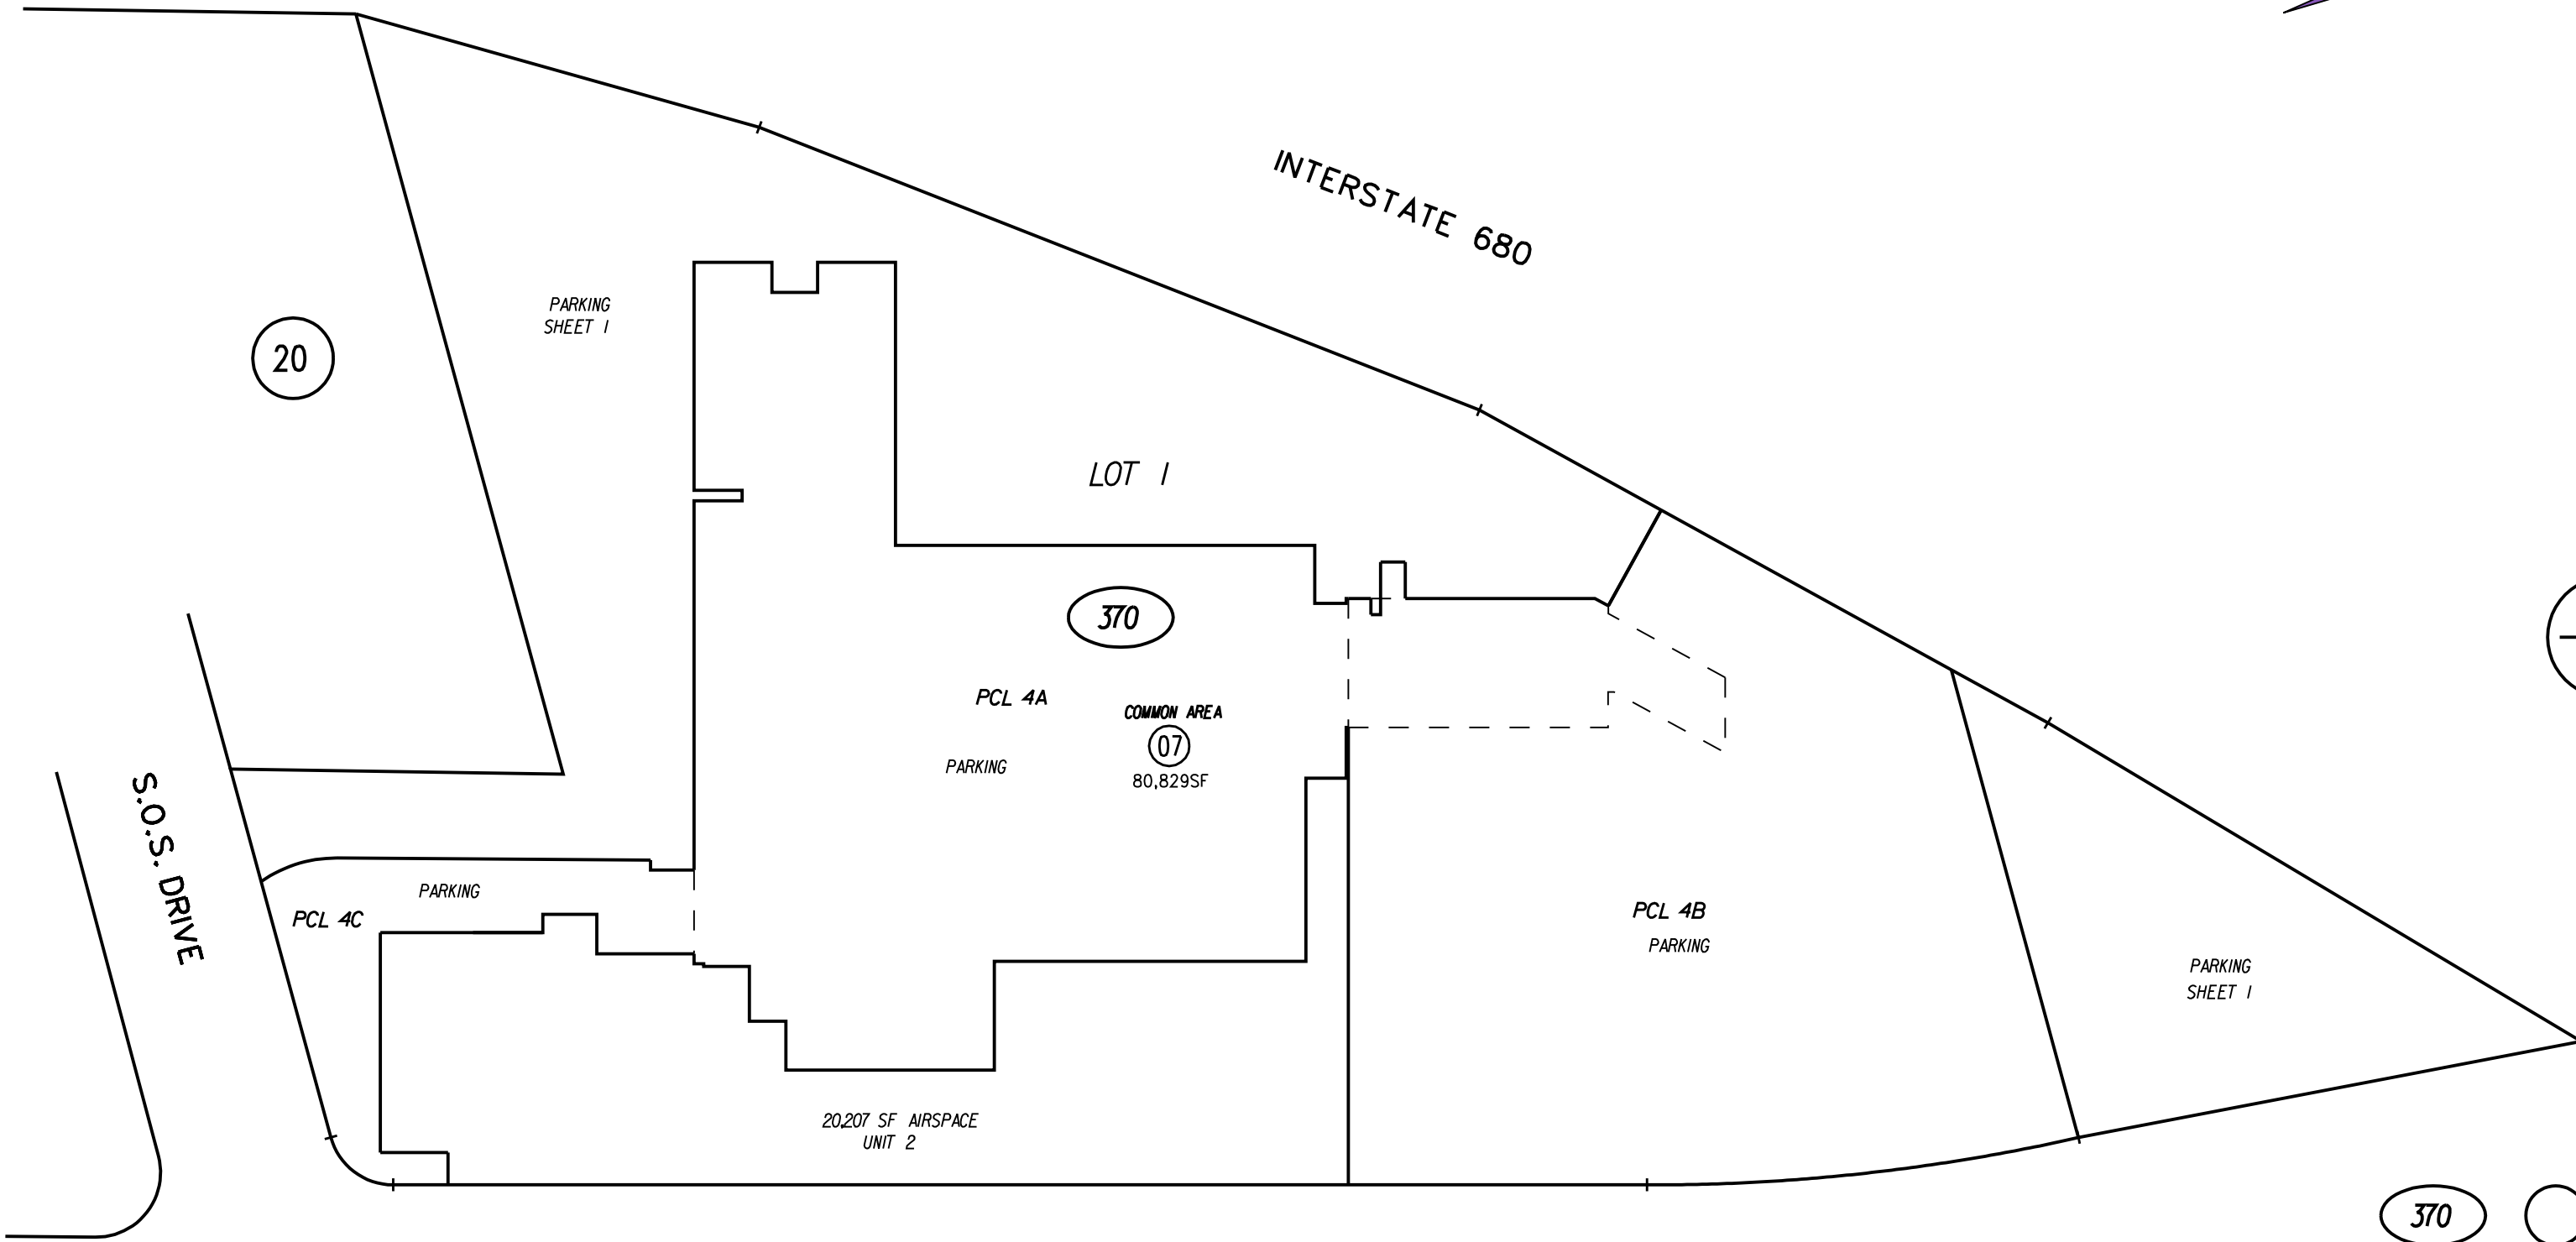 INTERSTATE 680
PARKING
SHEET 1
20
LOT 1
370
PCL 4A
COMMON AREA
07
PARKING
80,829SF
S.O.S. DRIVE
PARKING
PCL 4C
PCL 4B
PARKING
PARKING
SHEET 1
20,207 SF AIRSPACE
UNIT 2
370